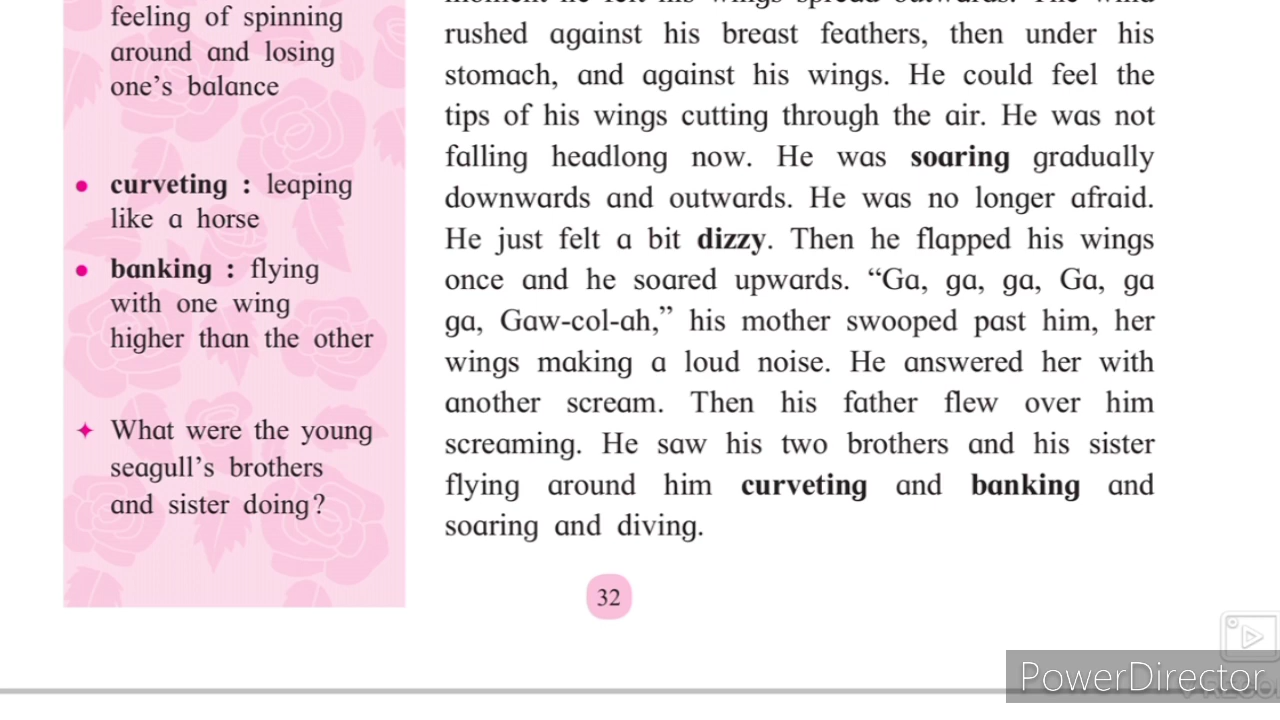 feeling of spinning
around and losing
one's balance
• curveting : leaping
like a horse
• banking : flying
with one wing
higher than the other
✦ What were the young
seagull's brothers
and sister doing?
rushed against his breast feathers, then under his
stomach, and against his wings. He could feel the
tips of his wings cutting through the air. He was not
falling headlong now. He was soaring gradually
downwards and outwards. He was no longer afraid.
He just felt a bit dizzy. Then he flapped his wings
once and he soared upwards. “Ga, ga, ga, Ga, ga
ga, Gaw-col-ah,” his mother swooped past him, her
wings making a loud noise. He answered her with
another scream. Then his father flew over him
screaming. He saw his two brothers and his sister
flying around him curveting and banking and
soaring and diving.
32
PowerDirector